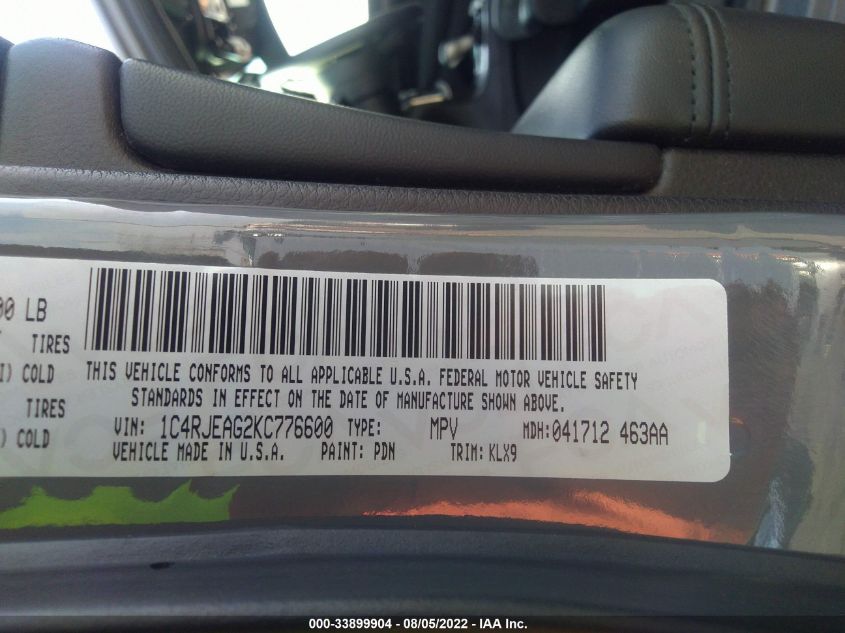 00 LB
TIRES
COLD
TIRES
COLD
THIS VEHICLE CONFORMS TO ALL APPLICABLE U.S.A. FEDERAL MOTOR VEHICLE SAFETY
STANDARDS IN EFFECT ON THE DATE OF MANUFACTURE SHOWN ABOVE.
VIN: 1C4RJEAG2KC776600 TYPE: MPV MDH:041712 463AA
VEHICLE MADE IN U.S.A. PAINT: PDN TRIM: KLX9
000-33899904 - 08/05/2022 - IAA Inc.